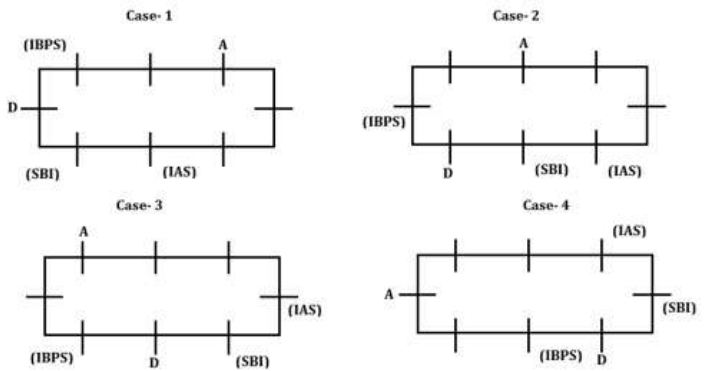 Case- 1
(IBPS)
A
D
(SBI)
(IAS)
Case- 2
A
(IBPS)
D
(SBI)
(IAS)
Case- 3
A
(IAS)
(IBPS)
D
(SBI)
Case- 4
(IAS)
A
(SBI)
(IBPS)
D